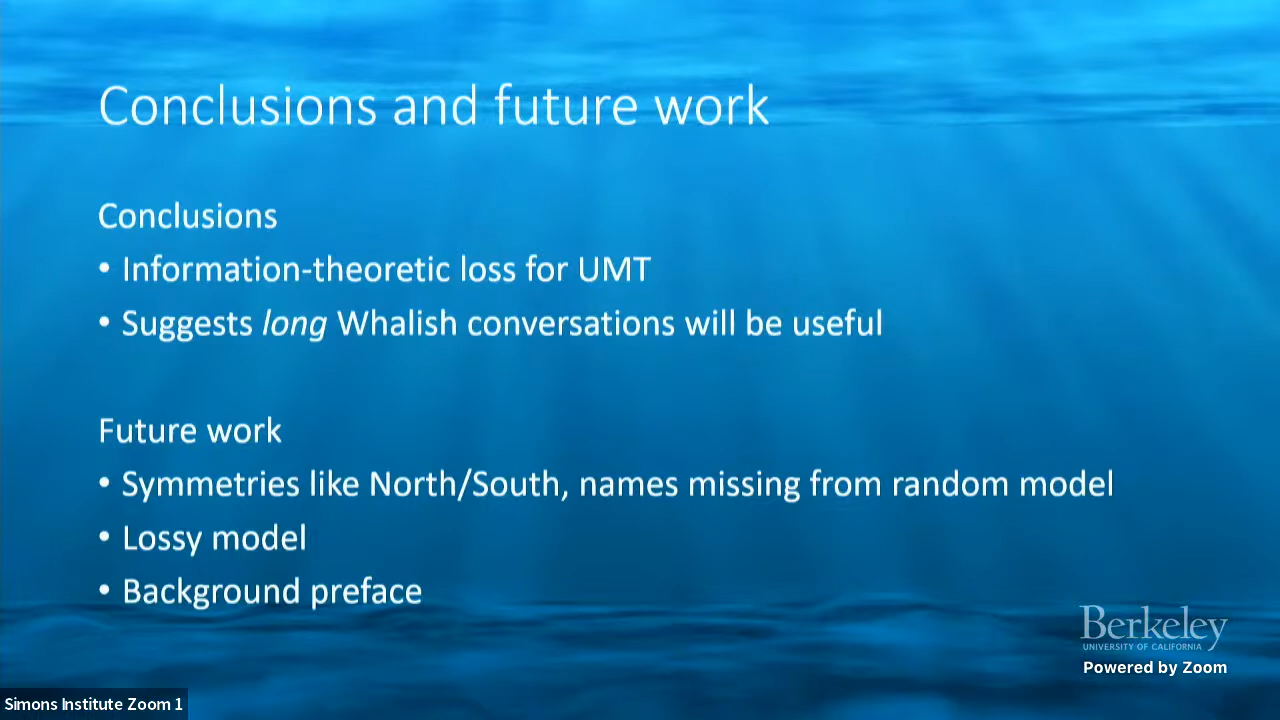 Conclusions and future work
Conclusions
• Information-theoretic loss for UMT
• Suggests long Whalish conversations will be useful
Future work
• Symmetries like North/South, names missing from random model
• Lossy model
• Background preface
Berkeley
UNIVERSITY OF CALIFORNIA
Powered by Zoom
Simons Institute Zoom 1